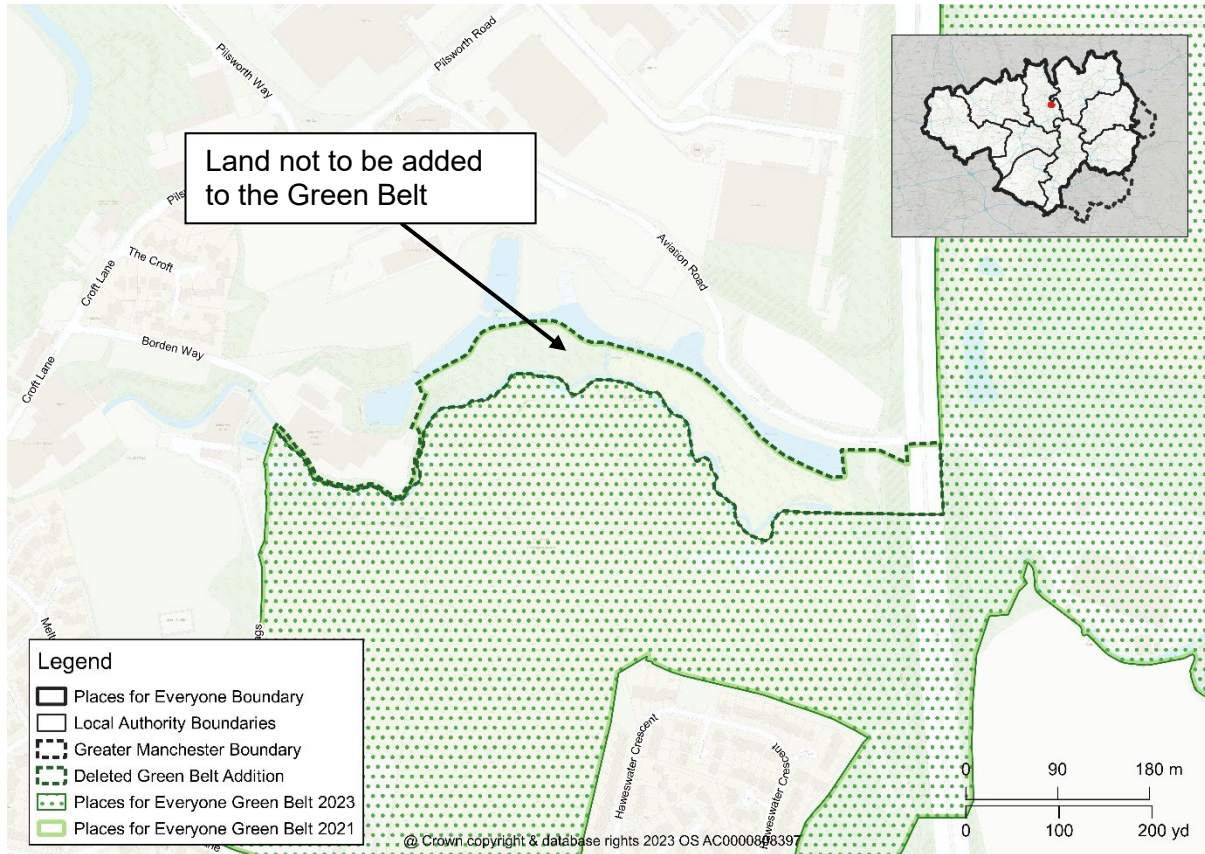 Pilsworth Road
Pilsworth Way
Land not to be added
to the Green Belt
The Croft
Croft Lane
Aviation Road
Borden Way
Croft Lane
Haweswater Crescent
Haweswater Crescent
Legend
Places for Everyone Boundary
Local Authority Boundaries
Greater Manchester Boundary
Deleted Green Belt Addition
Places for Everyone Green Belt 2023
Places for Everyone Green Belt 2021
0 90 180 m
0 100 200 yd
@ Crown copyright & database rights 2023 OS AC0000808397